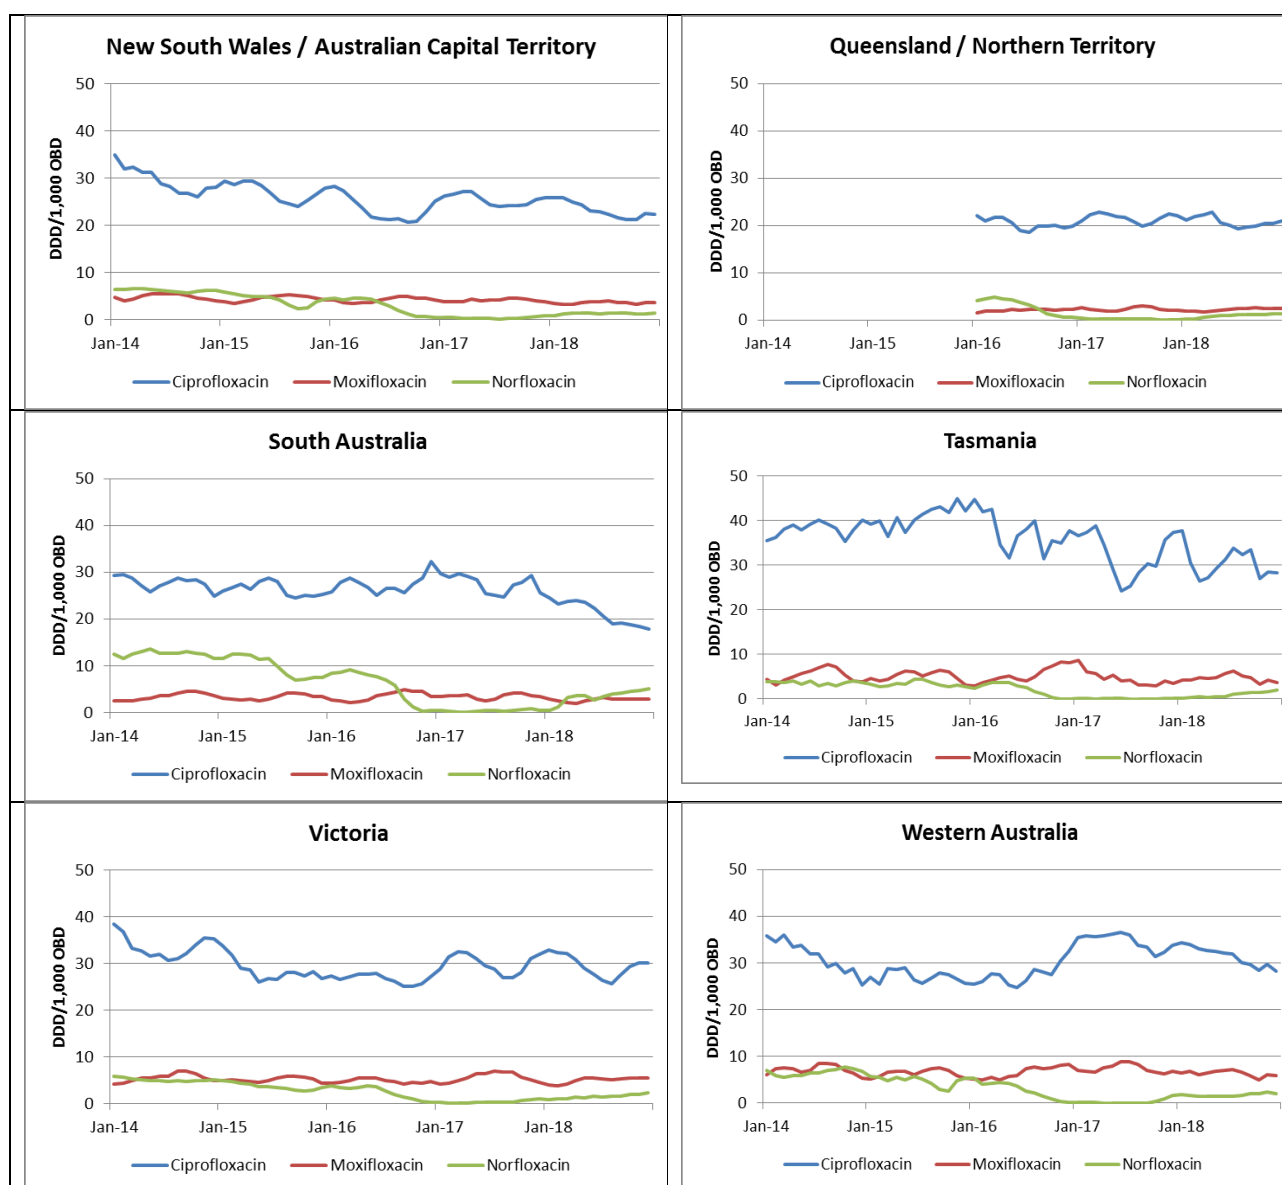 New South Wales / Australian Capital Territory
DDD/1,000 OBD
50
40
30
20
10
0
Jan-14 Jan-15 Jan-16 Jan-17 Jan-18
Ciprofloxacin Moxifloxacin Norfloxacin
Queensland / Northern Territory
DDD/1,000 OBD
50
40
30
20
10
0
Jan-14 Jan-15 Jan-16 Jan-17 Jan-18
Ciprofloxacin Moxifloxacin Norfloxacin
South Australia
DDD/1,000 OBD
50
40
30
20
10
0
Jan-14 Jan-15 Jan-16 Jan-17 Jan-18
Ciprofloxacin Moxifloxacin Norfloxacin
Tasmania
DDD/1,000 OBD
50
40
30
20
10
0
Jan-14 Jan-15 Jan-16 Jan-17 Jan-18
Ciprofloxacin Moxifloxacin Norfloxacin
Victoria
DDD/1,000 OBD
50
40
30
20
10
0
Jan-14 Jan-15 Jan-16 Jan-17 Jan-18
Ciprofloxacin Moxifloxacin Norfloxacin
Western Australia
DDD/1,000 OBD
50
40
30
20
10
0
Jan-14 Jan-15 Jan-16 Jan-17 Jan-18
Ciprofloxacin Moxifloxacin Norfloxacin